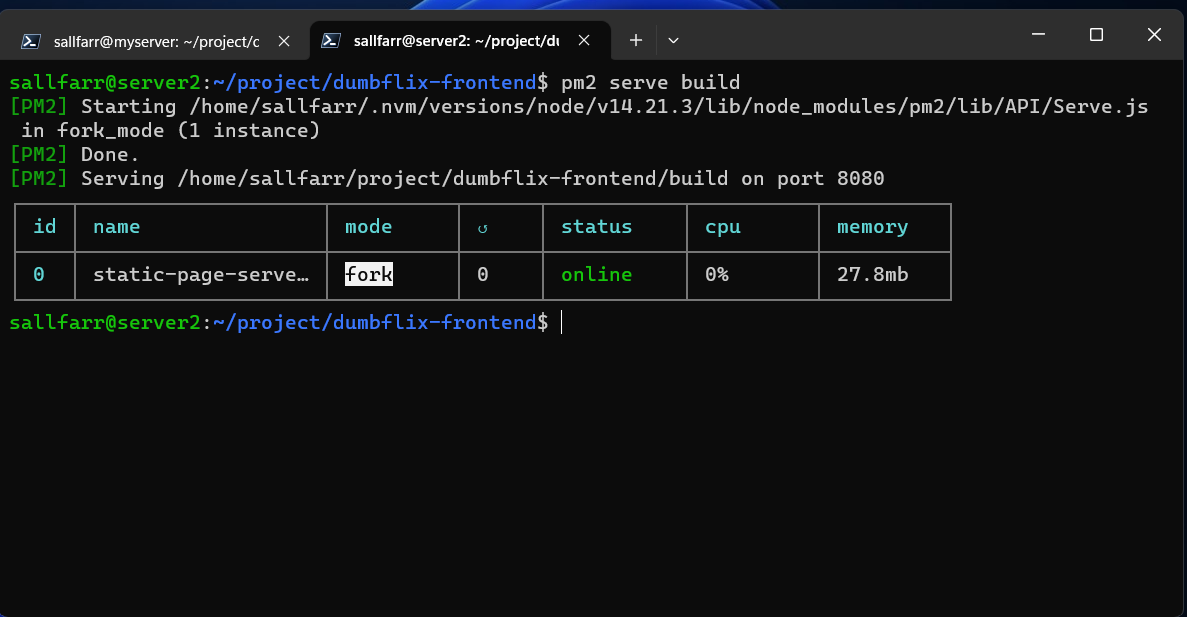 sallfarr@myserver: ~/project/c
sallfarr@server2: ~/project/du
sallfarr@server2:~/project/dumbflix-frontend$ pm2 serve build
[PM2] Starting /home/sallfarr/.nvm/versions/node/v14.21.3/lib/node_modules/pm2/lib/API/Serve.js
in fork_mode (1 instance)
[PM2] Done.
[PM2] Serving /home/sallfarr/project/dumbflix-frontend/build on port 8080
id name mode ↺ status cpu memory
0 static-page-serve… fork 0 online 0% 27.8mb
sallfarr@server2:~/project/dumbflix-frontend$